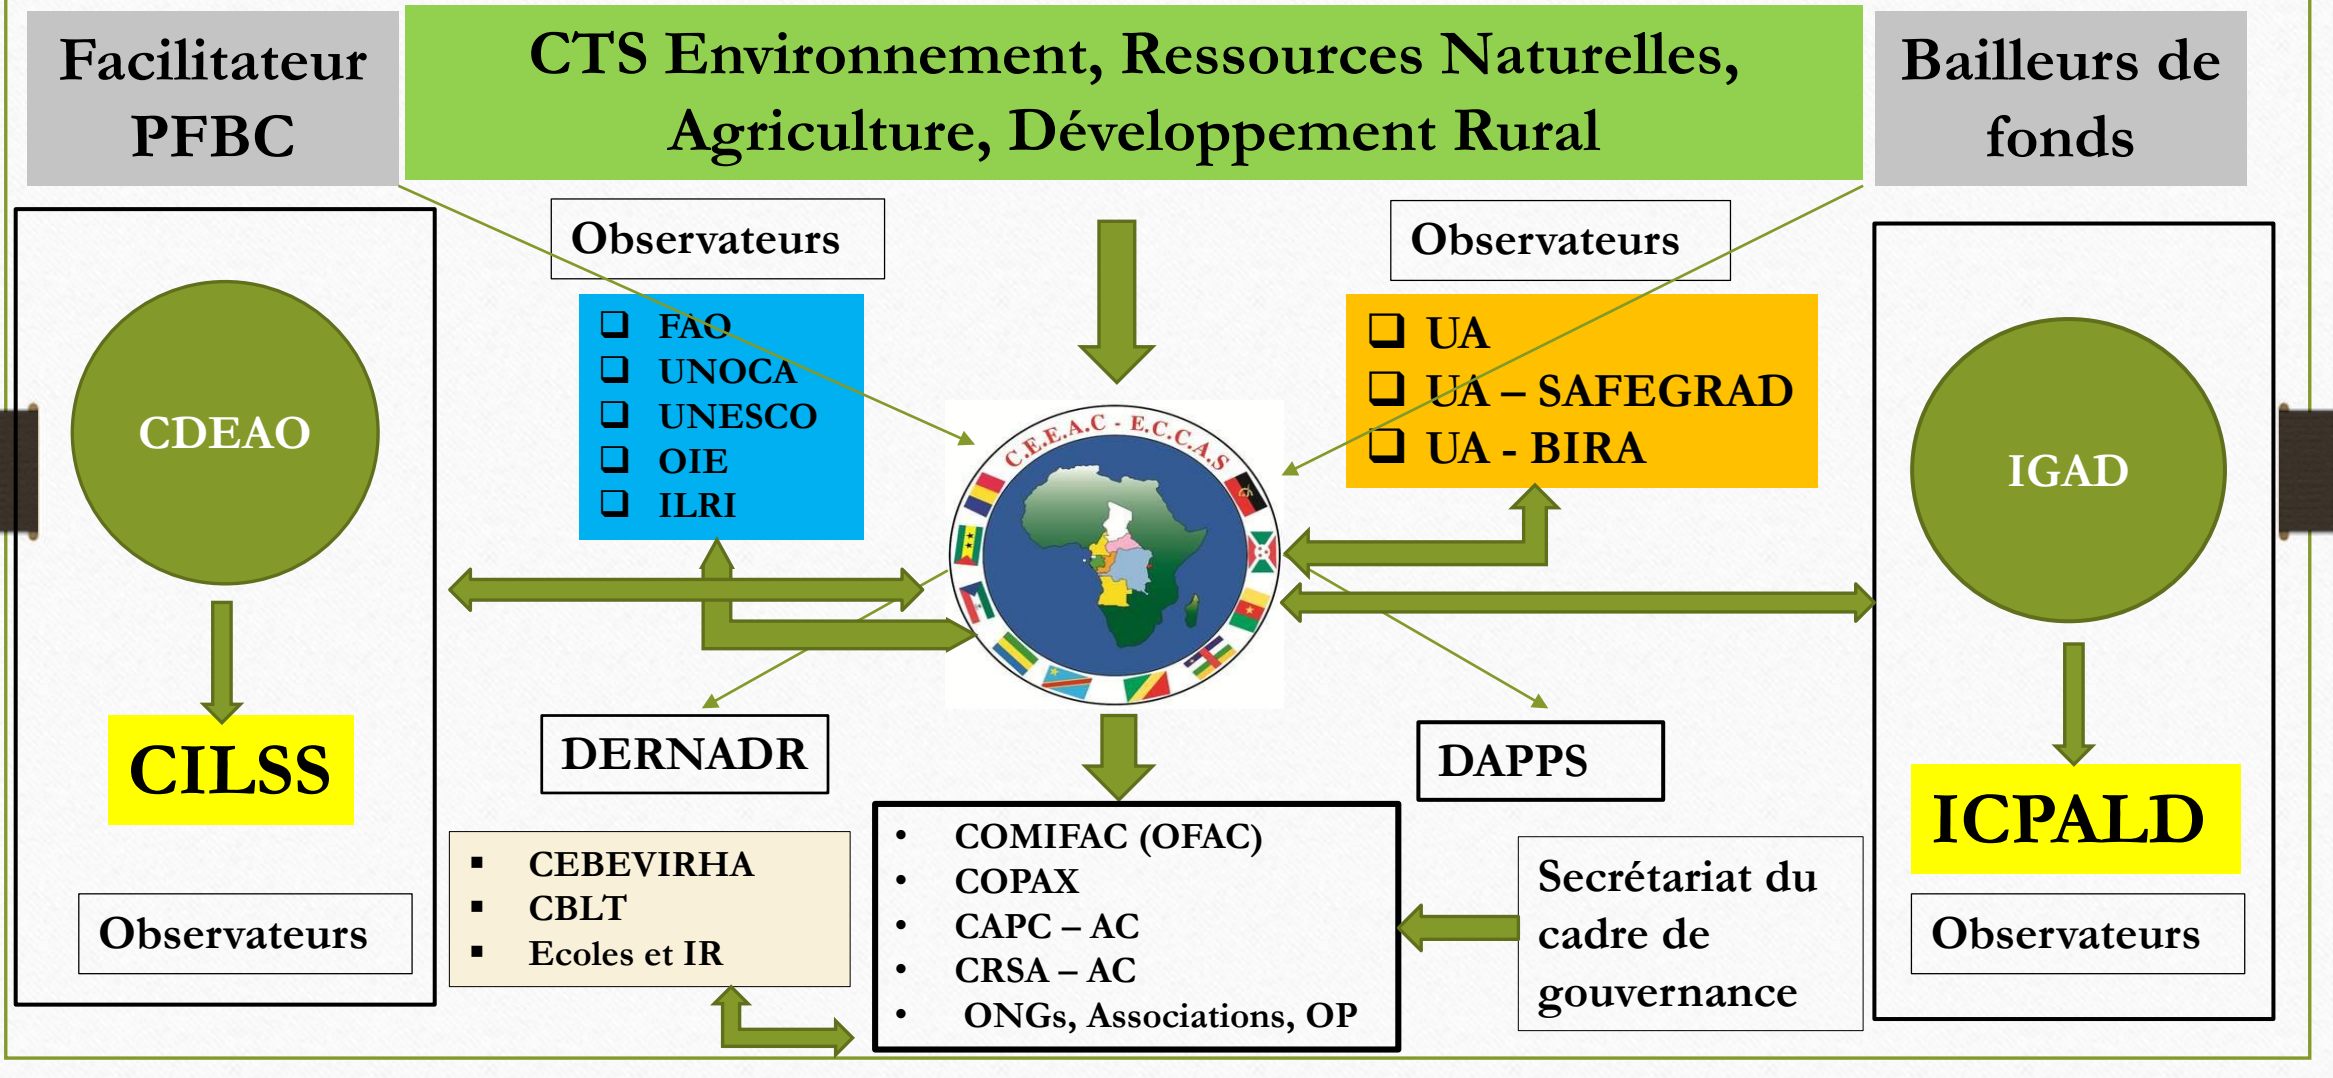 Facilitateur
PFBC
CTS Environnement, Ressources Naturelles,
Agriculture, Développement Rural
Bailleurs de
fonds
CDEAO
CILSS
Observateurs
Observateurs
❑ FAO
❑ UNOCA
❑ UNESCO
❑ OIE
❑ ILRI
C.E.E.A.C - E.C.C.A.S
Observateurs
❑ UA
❑ UA – SAFEGRAD
❑ UA - BIRA
IGAD
ICPALD
Observateurs
DERNADR
DAPPS
▪ CEBEVIRHA
▪ CBLT
▪ Ecoles et IR
• COMIFAC (OFAC)
• COPAX
• CAPC – AC
• CRSA – AC
• ONGs, Associations, OP
Secrétariat du
cadre de
gouvernance